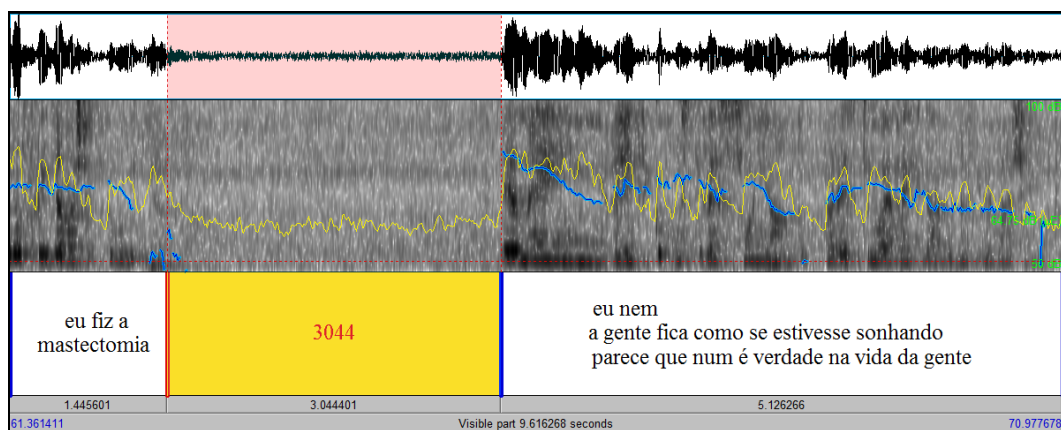 eu fiz a
mastectomia
3044
eu nem
a gente fica como se estivesse sonhando
parece que num é verdade na vida da gente
1.445601
3.044401
5.126266
61.361411
Visible part 9.616268 seconds
70.977678